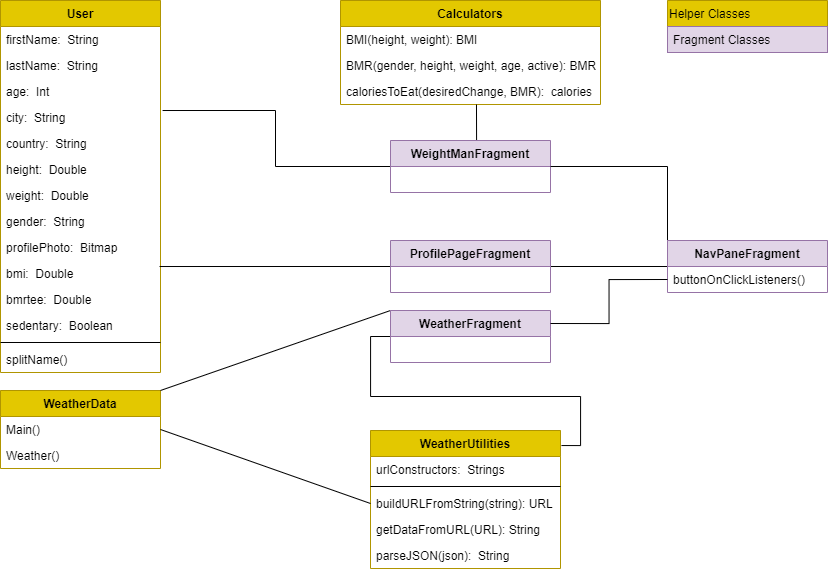 User
firstName: String
lastName: String
age: Int
city: String
country: String
height: Double
weight: Double
gender: String
profilePhoto: Bitmap
bmi: Double
bmrtee: Double
sedentary: Boolean
splitName()
Calculators
BMI(height, weight): BMI
BMR(gender, height, weight, age, active): BMR
caloriesToEat(desiredChange, BMR): calories
Helper Classes
Fragment Classes
WeightManFragment
ProfilePageFragment
NavPaneFragment
buttonOnClickListeners()
WeatherFragment
WeatherData
Main()
Weather()
WeatherUtilities
urlConstructors: Strings
buildURLFromString(string): URL
getDataFromURL(URL): String
parseJSON(json): String